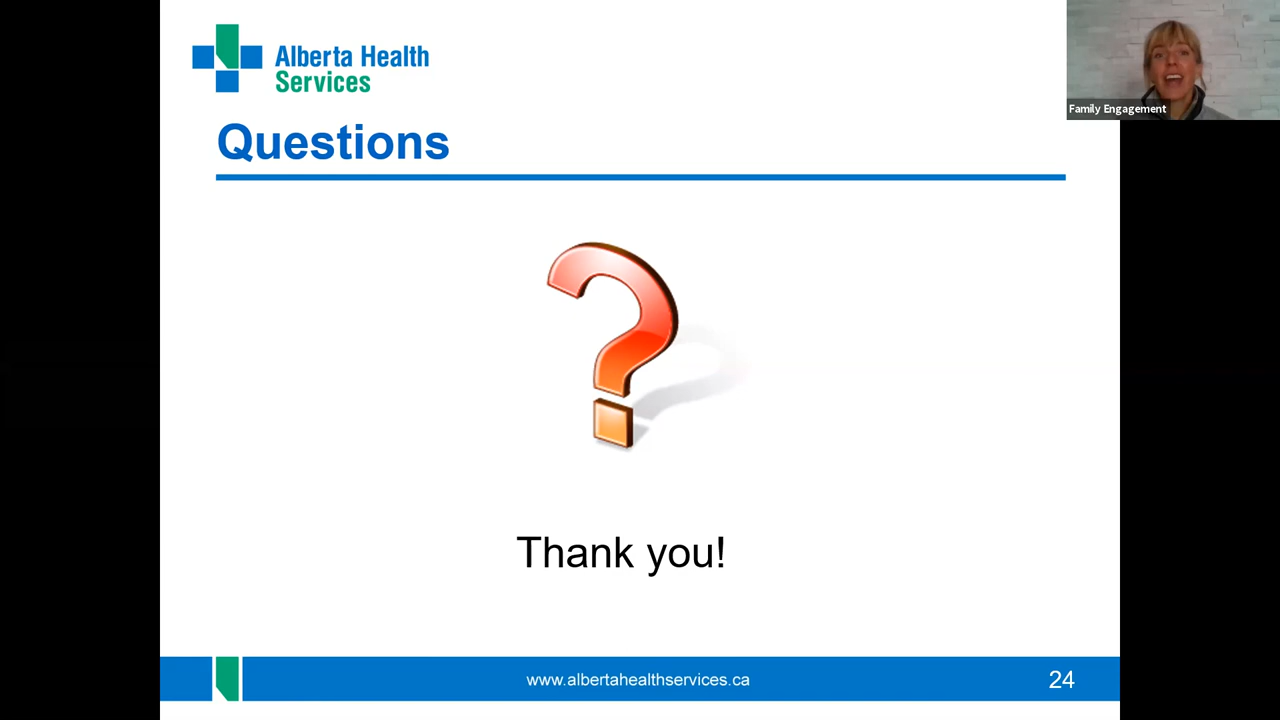 Alberta Health
Services
Family Engagement
Questions
?
Thank you!
www.albertahealthservices.ca
24